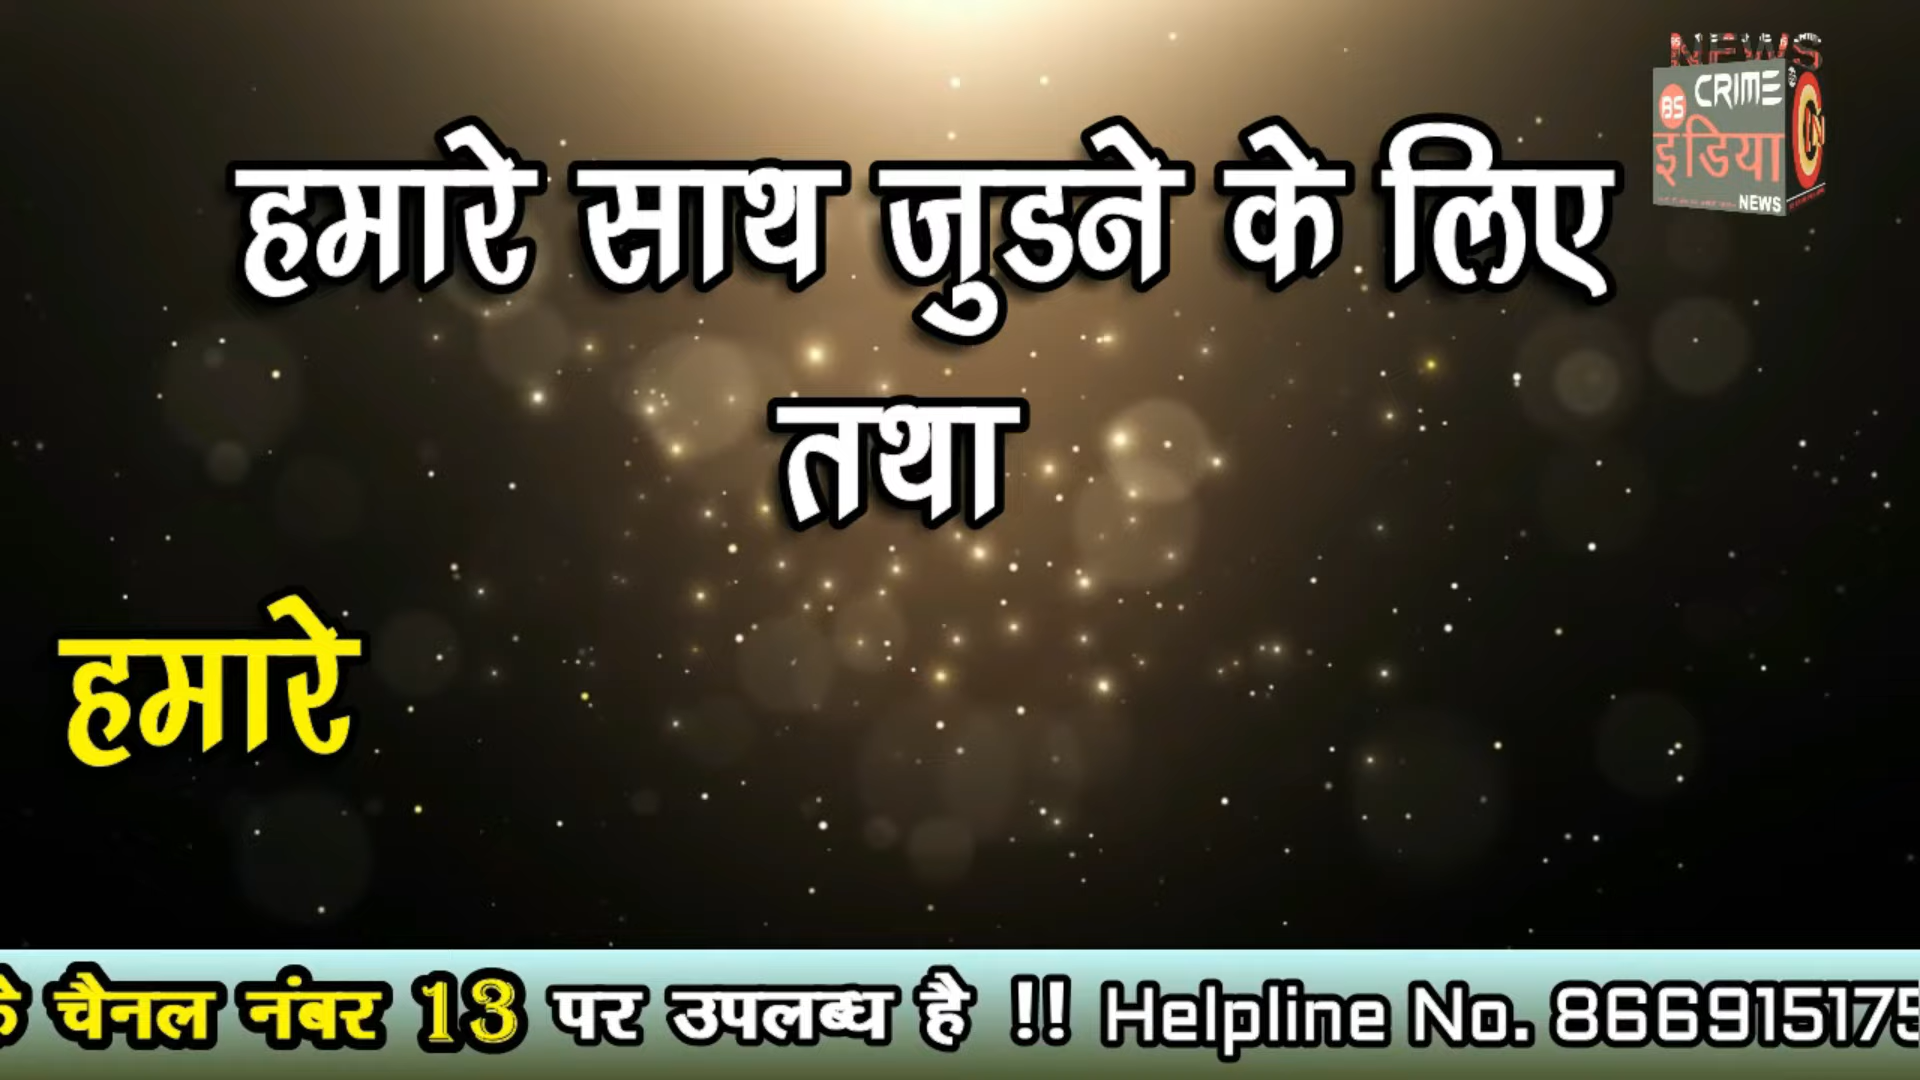 NEWS
BS CRIME
इंडिया
NEWS
हमारे साथ जुडने के लिए
तथा
हमारे
के चैनल नंबर 13 पर उपलब्ध है !! Helpline No. 866915175